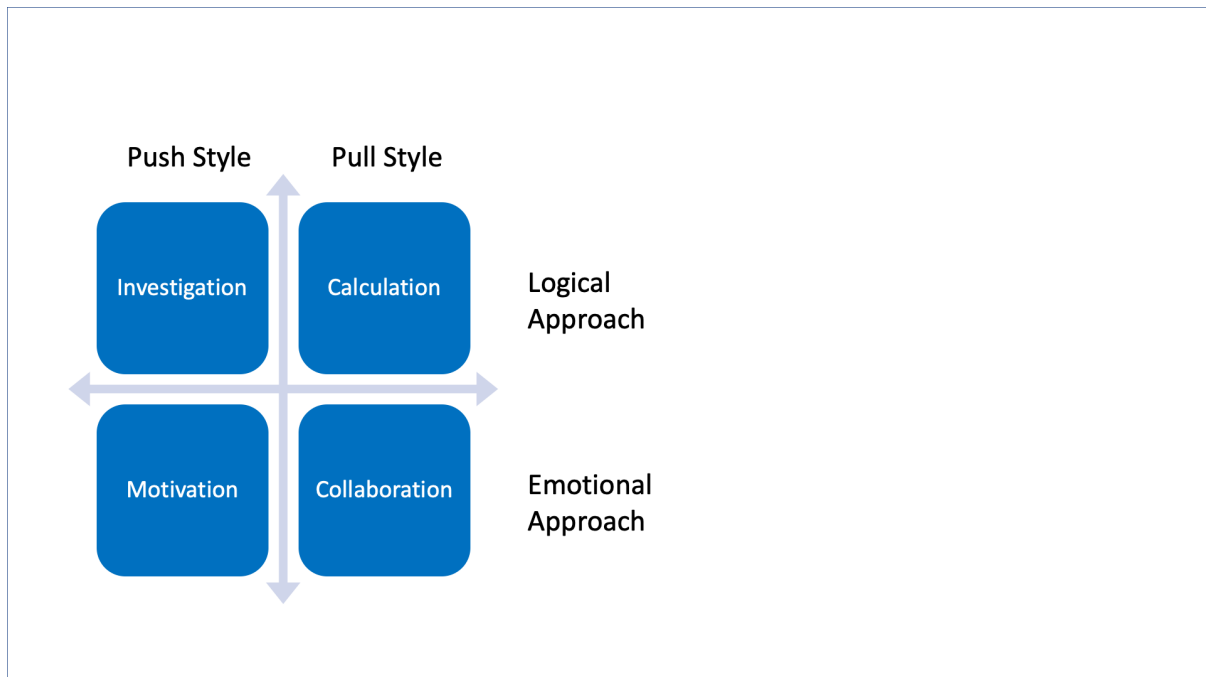 Push Style
Pull Style
Investigation
Calculation
Logical
Approach
Motivation
Collaboration
Emotional
Approach